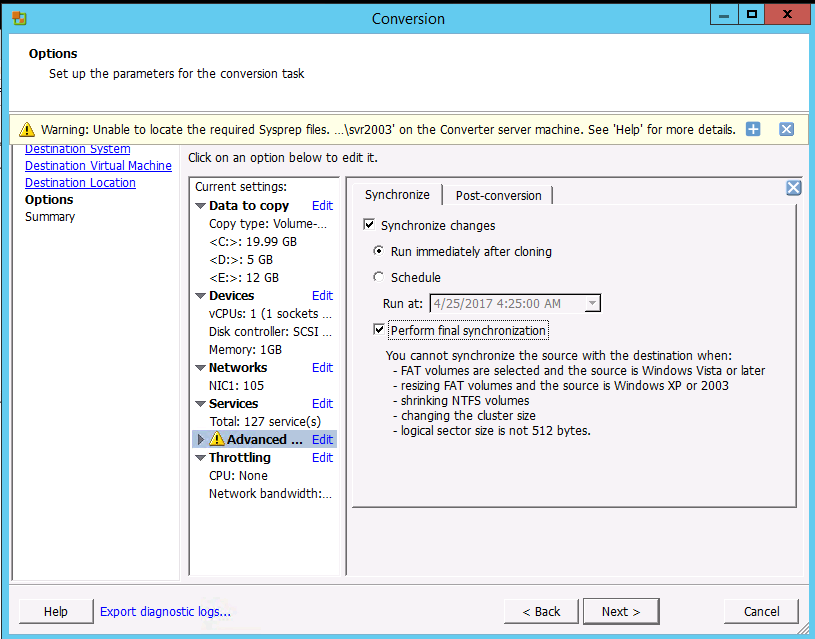 Conversion
Options
Set up the parameters for the conversion task
Warning: Unable to locate the required Sysprep files. ...\svr2003' on the Converter server machine. See 'Help' for more details.
Destination System
Destination Virtual Machine
Destination Location
Options
Summary
Click on an option below to edit it.
Current settings:
Data to copy Edit
Copy type: Volume-...
<C:>: 19.99 GB
<D:>: 5 GB
<E:>: 12 GB
Devices Edit
vCPUs: 1 (1 sockets ...
Disk controller: SCSI ...
Memory: 1GB
Networks Edit
NIC1: 105
Services Edit
Total: 127 service(s)
Advanced ... Edit
Throttling Edit
CPU: None
Network bandwidth:...
Synchronize Post-conversion
Synchronize changes
Run immediately after cloning
Schedule
Run at: 4/25/2017 4:25:00 AM
Perform final synchronization
You cannot synchronize the source with the destination when:
- FAT volumes are selected and the source is Windows Vista or later
- resizing FAT volumes and the source is Windows XP or 2003
- shrinking NTFS volumes
- changing the cluster size
- logical sector size is not 512 bytes.
Help Export diagnostic logs... < Back Next > Cancel